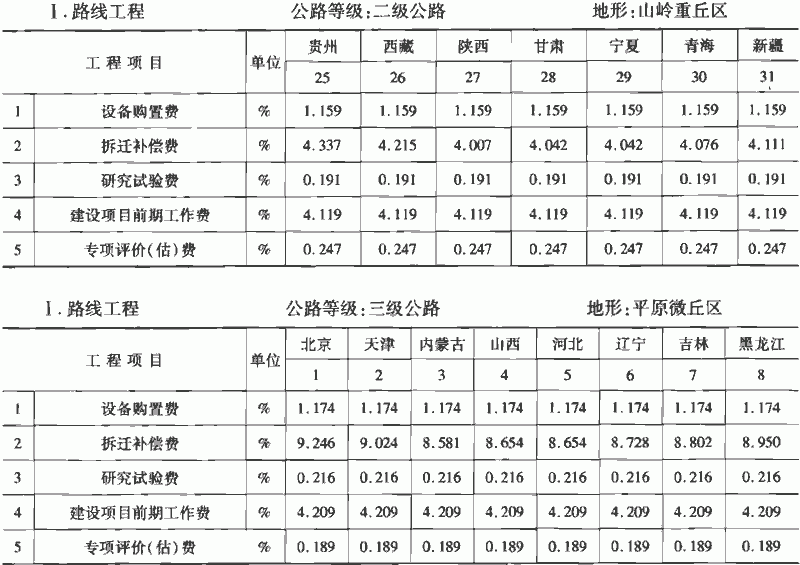 Ⅰ.路线工程 公路等级:二级公路 地形:山岭重丘区
工程项目 单位 贵州 西藏 陕西 甘肃 宁夏 青海 新疆
25 26 27 28 29 30 31
1 设备购置费 % 1.159 1.159 1.159 1.159 1.159 1.159 1.159
2 拆迁补偿费 % 4.337 4.215 4.007 4.042 4.042 4.076 4.111
3 研究试验费 % 0.191 0.191 0.191 0.191 0.191 0.191 0.191
4 建设项目前期工作费 % 4.119 4.119 4.119 4.119 4.119 4.119 4.119
5 专项评价(估)费 % 0.247 0.247 0.247 0.247 0.247 0.247 0.247
Ⅰ.路线工程 公路等级:三级公路 地形:平原微丘区
工程项目 单位 北京 天津 内蒙古 山西 河北 辽宁 吉林 黑龙江
1 2 3 4 5 6 7 8
1 设备购置费 % 1.174 1.174 1.174 1.174 1.174 1.174 1.174 1.174
2 拆迁补偿费 % 9.246 9.024 8.581 8.654 8.654 8.728 8.802 8.950
3 研究试验费 % 0.216 0.216 0.216 0.216 0.216 0.216 0.216 0.216
4 建设项目前期工作费 % 4.209 4.209 4.209 4.209 4.209 4.209 4.209 4.209
5 专项评价(估)费 % 0.189 0.189 0.189 0.189 0.189 0.189 0.189 0.189